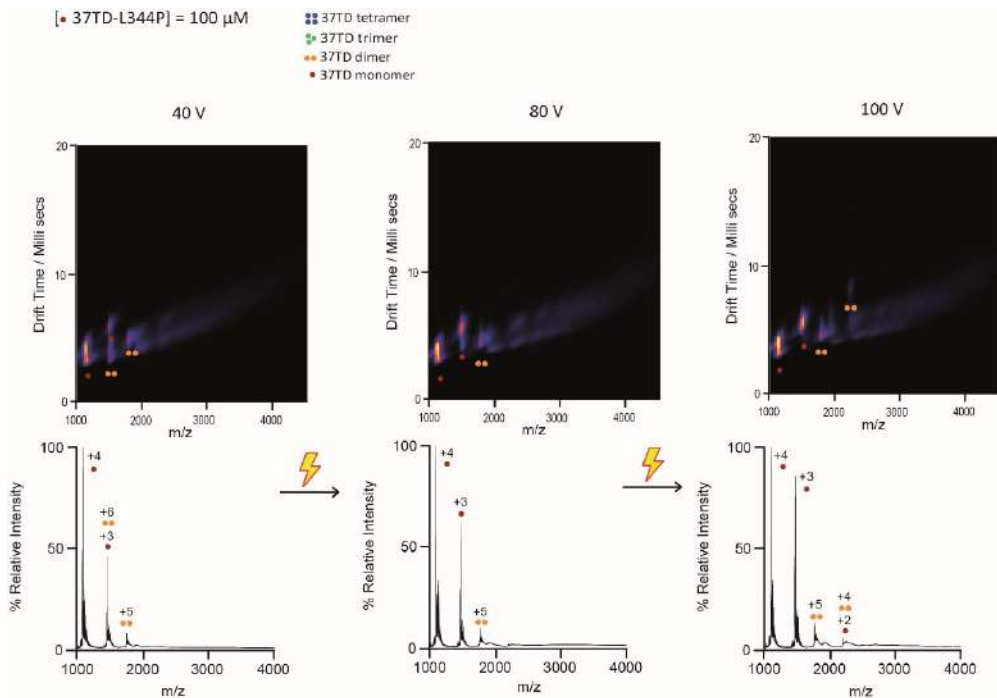 [• 37TD-L344P] = 100 µM
37TD tetramer
37TD trimer
37TD dimer
37TD monomer
40 V
80 V
100 V
20
10
0
Drift Time / Milli secs
1000 2000 3000 4000
m/z
20
10
0
Drift Time / Milli secs
1000 2000 3000 4000
m/z
20
10
0
Drift Time / Milli secs
1000 2000 3000 4000
m/z
100
50
0
% Relative Intensity
+4
+6
+3
+5
1000 2000 3000 4000
m/z
100
50
0
% Relative Intensity
+4
+3
+5
1000 2000 3000 4000
m/z
100
50
0
% Relative Intensity
+4
+3
+5
+4
+2
1000 2000 3000 4000
m/z